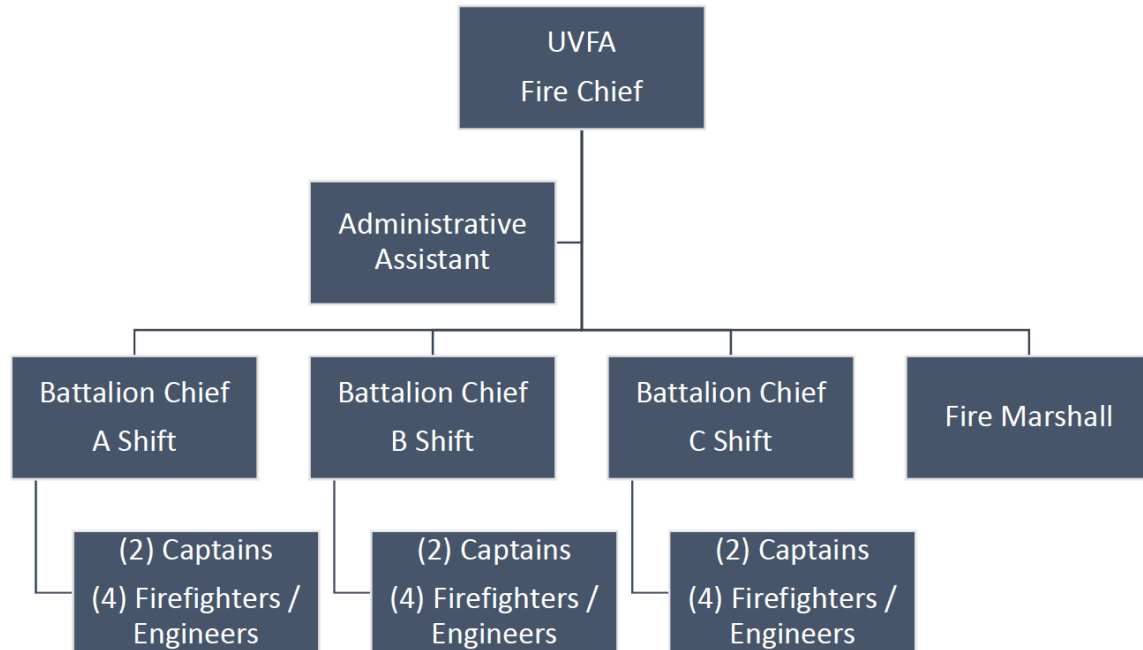 UVFA
Fire Chief
Administrative
Assistant
Battalion Chief
A Shift
Battalion Chief
B Shift
Battalion Chief
C Shift
Fire Marshall
(2) Captains
(4) Firefighters /
Engineers
(2) Captains
(4) Firefighters /
Engineers
(2) Captains
(4) Firefighters /
Engineers